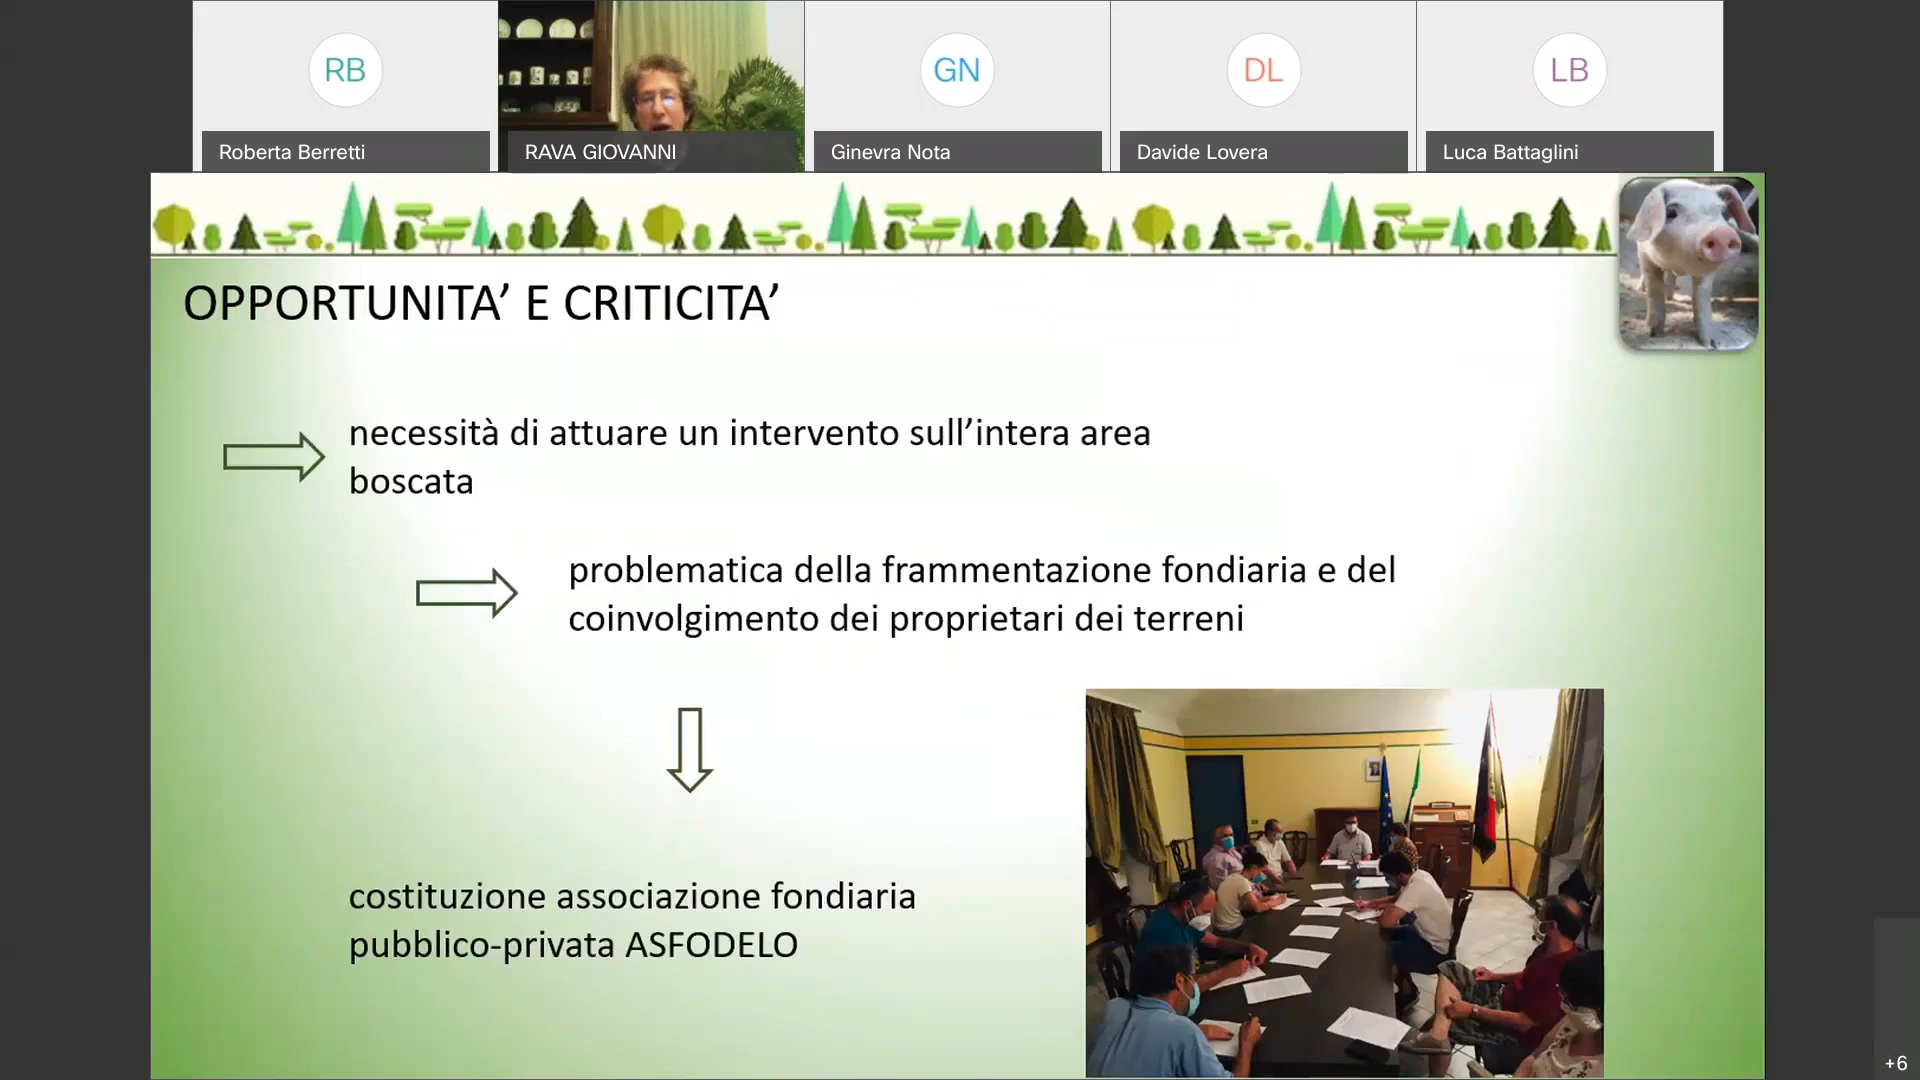 RB
GN
DL
LB
Roberta Berretti
RAVA GIOVANNI
Ginevra Nota
Davide Lovera
Luca Battaglini
OPPORTUNITA’ E CRITICITA’
necessità di attuare un intervento sull’intera area
boscata
problematica della frammentazione fondiaria e del
coinvolgimento dei proprietari dei terreni
costituzione associazione fondiaria
pubblico-privata ASFODELO
+6